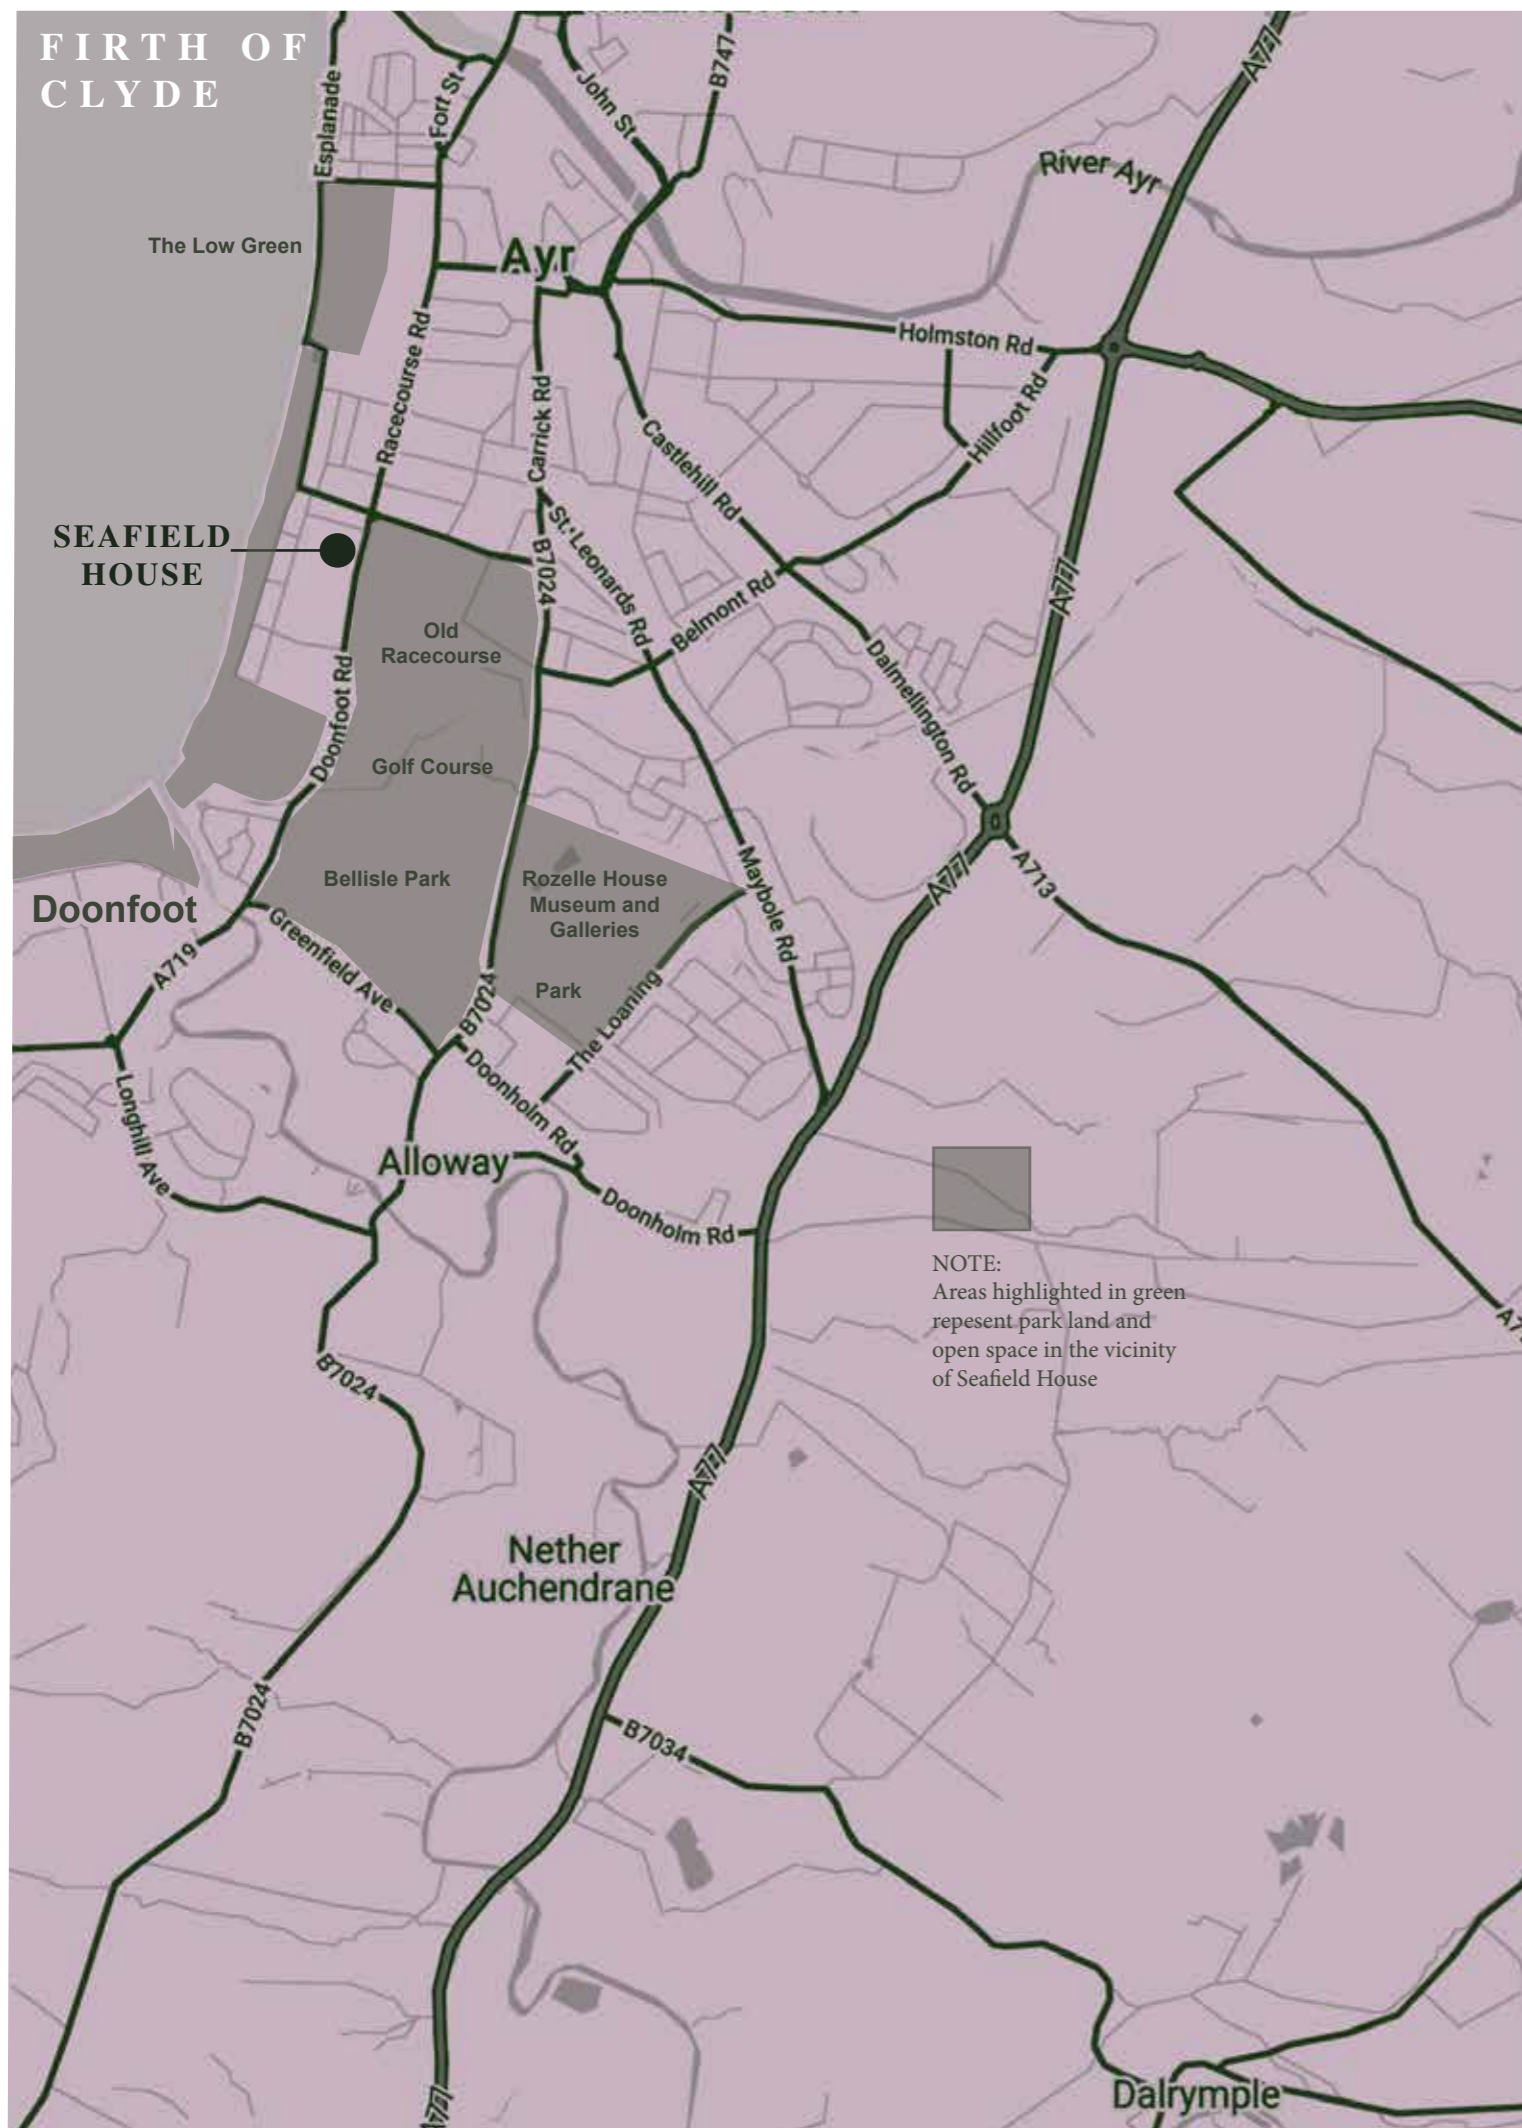 FIRTH OF
CLYDE
Esplanade
Fort St
John St
B747
A77
River Ayr
The Low Green
Ayr
Racecourse Rd
Holmston Rd
Carrick Rd
Castlehill Rd
Hillfoot Rd
SEAFIELD
HOUSE
St. Leonards Rd
B7024
Belmont Rd
A77
Old
Racecourse
Doonfoot Rd
Dalmellington Rd
Golf Course
Bellisle Park
Rozelle House
Museum and
Galleries
Park
Maybole Rd
A77
A713
Doonfoot
Greenfield Ave
A719
B7024
The Loaning
Doonholm Rd
Longhill Ave
Alloway
Doonholm Rd
NOTE:
Areas highlighted in green
repesent park land and
open space in the vicinity
of Seafield House
B7024
A77
Nether
Auchendrane
B7024
B7034
Dalrymple
A77